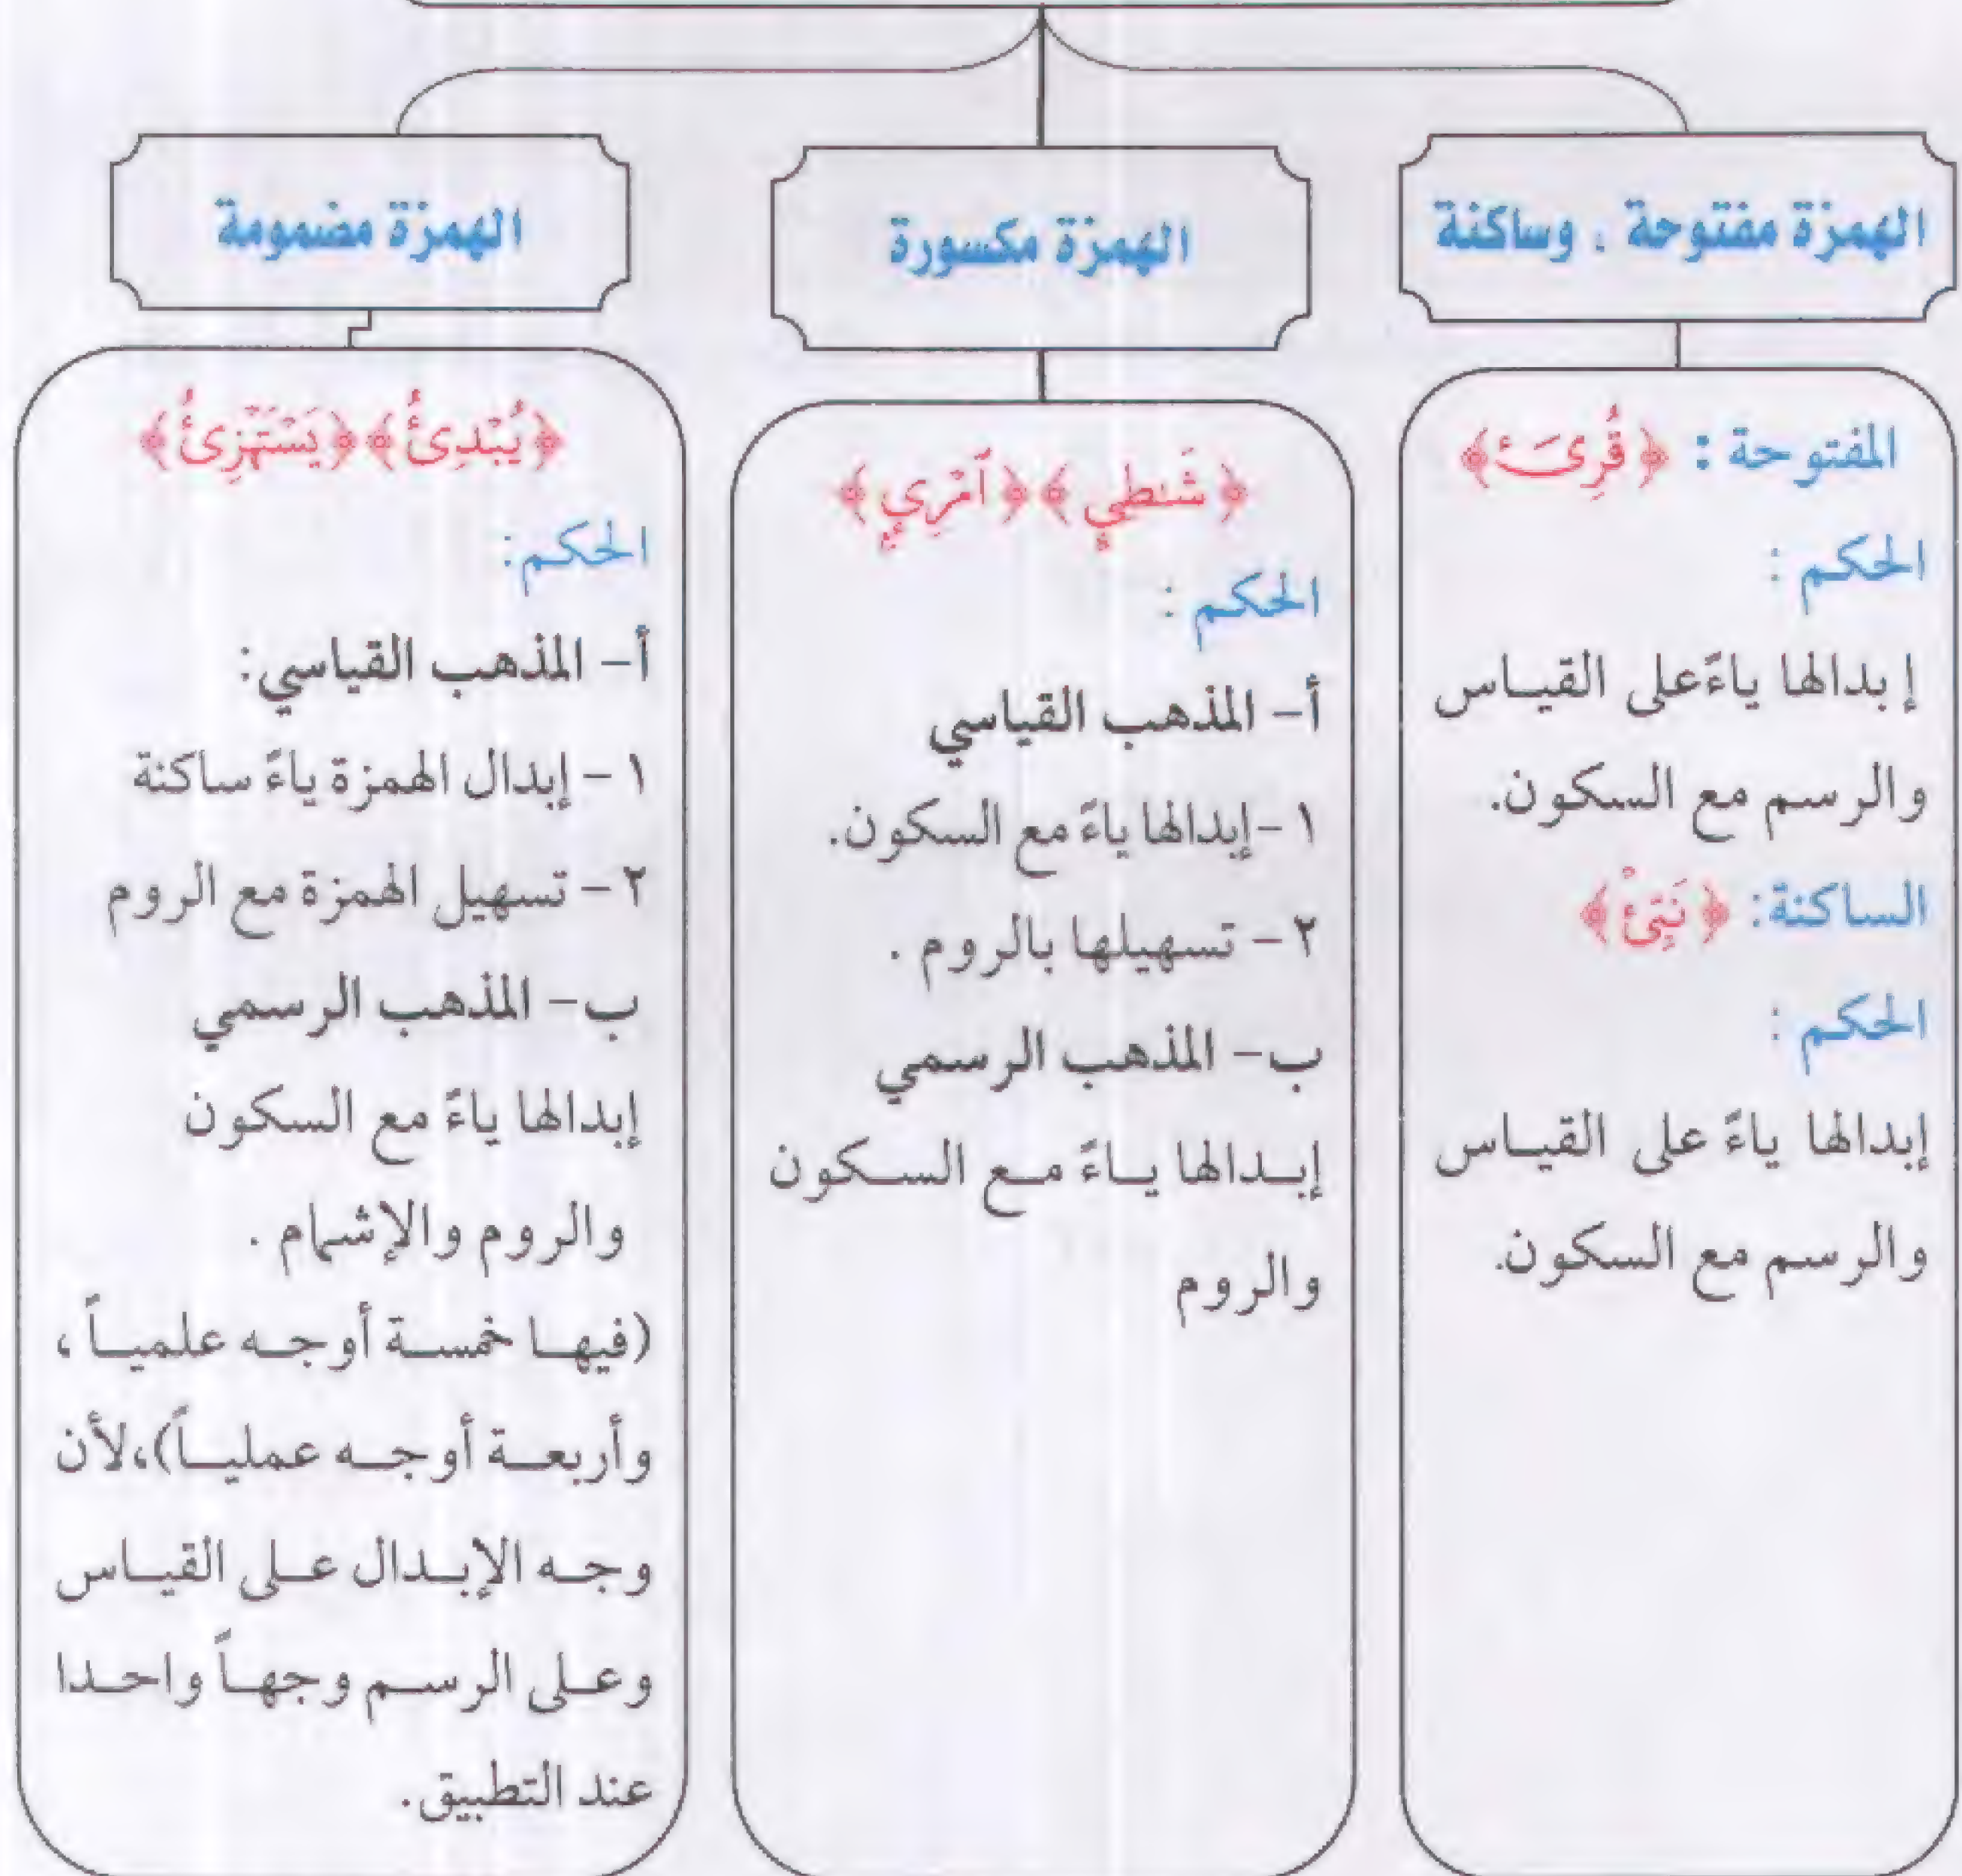 الهمزة مفتوحة ، وساكنة
المفتوحة : ﴿قُرِئَ﴾
الحكم :
إبدالها ياءً على القياس
والرسم مع السكون.
الساكنة: ﴿نَبِّئْ﴾
الحكم :
إبدالها ياءً على القياس
والرسم مع السكون.
الهمزة مكسورة
﴿شَٰطِيِٕ﴾ ﴿ٱمْرِيِٕ﴾
الحكم :
أ- المذهب القياسي
١ -إبدالها ياءً مع السكون.
٢ - تسهيلها بالروم .
ب- المذهب الرسمي
إبدالها ياءً مع السكون
والروم
الهمزة مضمومة
﴿يُبْدِئُ﴾ ﴿يَسْتَهْزِئُ﴾
الحكم:
أ- المذهب القياسي:
١ - إبدال الهمزة ياءً ساكنة
٢ - تسهيل الهمزة مع الروم
ب- المذهب الرسمي
إبدالها ياءً مع السكون
والروم والإشمام .
(فيها خمسة أوجه علمياً ،
وأربعة أوجه عملياً)،لأن
وجه الإبدال على القياس
وعلى الرسم وجهاً واحدا
عند التطبيق.